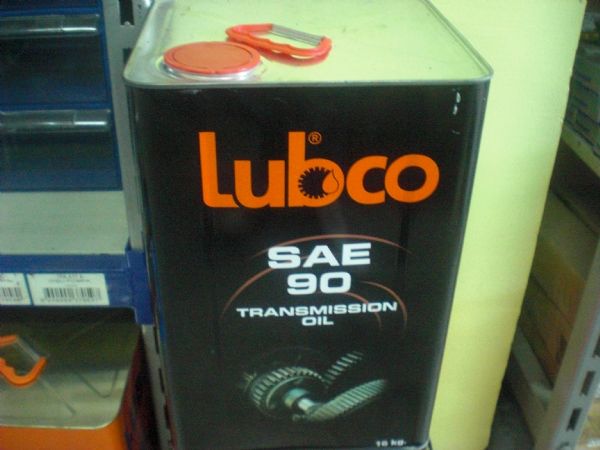 Lubco®
SAE
90
TRANSMISSION
OIL
16 kg.